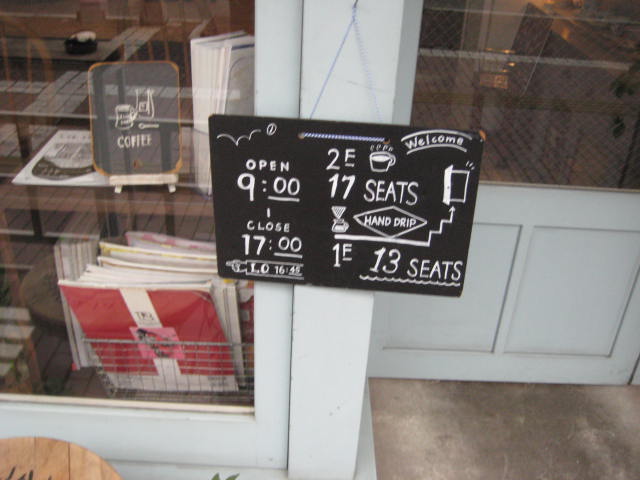 COFFEE
Welcome
OPEN
9:00
CLOSE
17:00
L.O 16:45
2F
17 SEATS
HAND DRIP
1F
13 SEATS